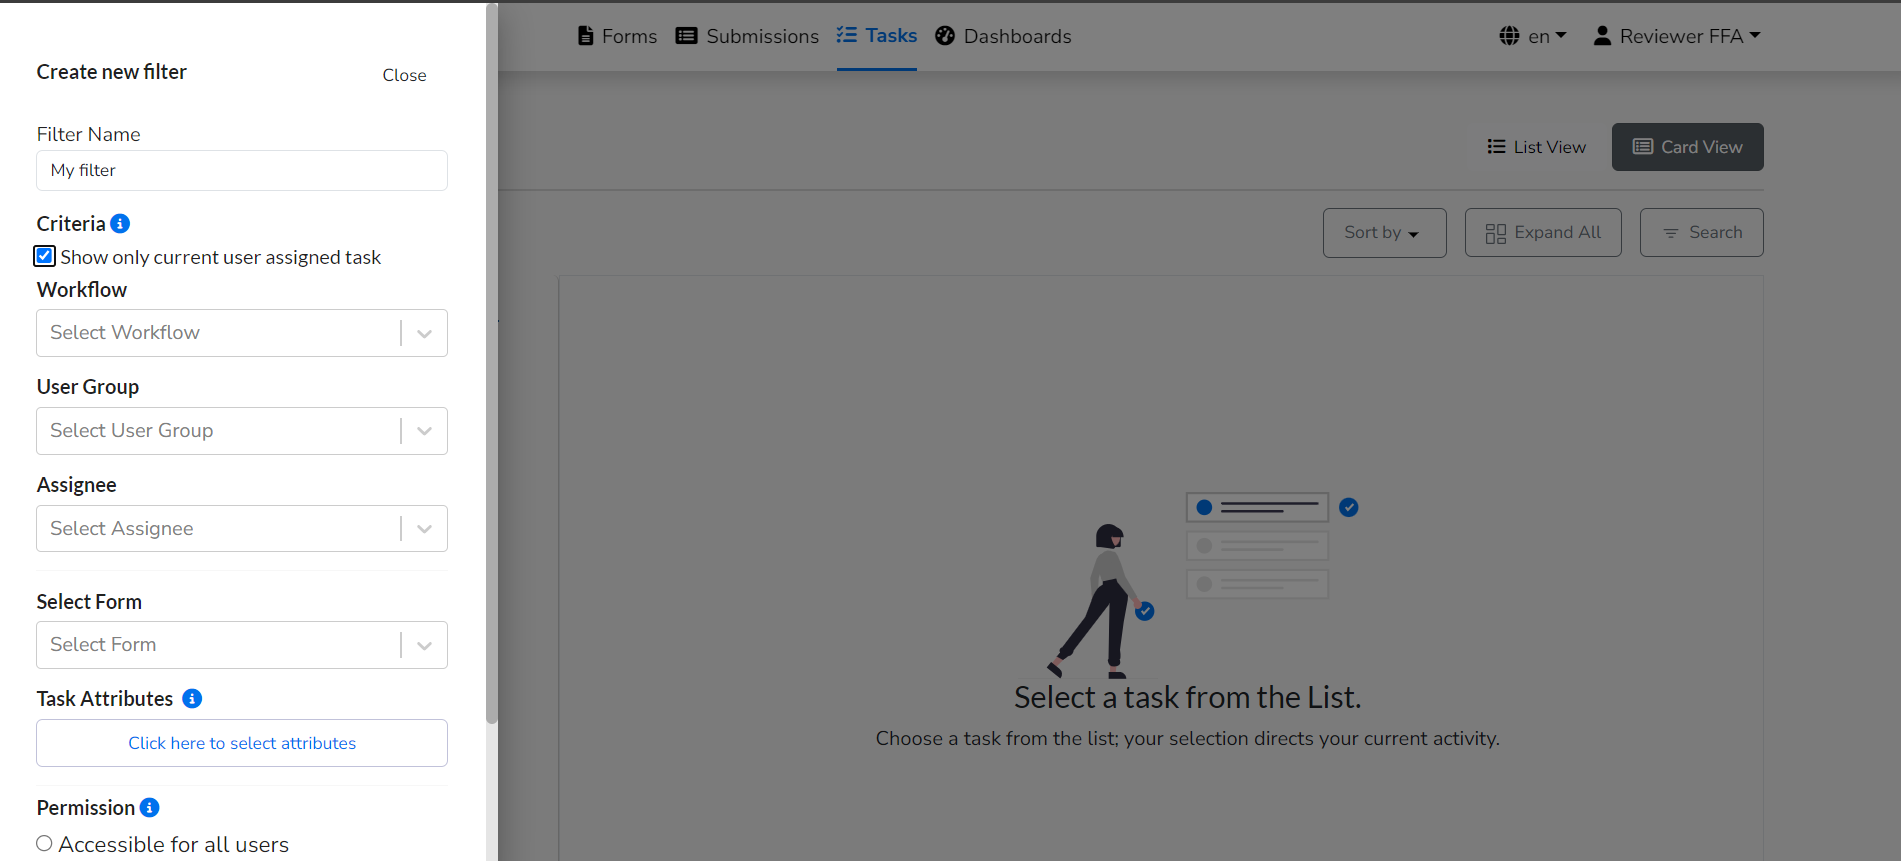 Create new filter
Close
Filter Name
My filter
Criteria
Show only current user assigned task
Workflow
Select Workflow
User Group
Select User Group
Assignee
Select Assignee
Select Form
Select Form
Task Attributes
Click here to select attributes
Permission
Accessible for all users
Forms
Submissions
Tasks
Dashboards
en
Reviewer FFA
List View
Card View
Sort by
Expand All
Search
Select a task from the List.
Choose a task from the list; your selection directs your current activity.